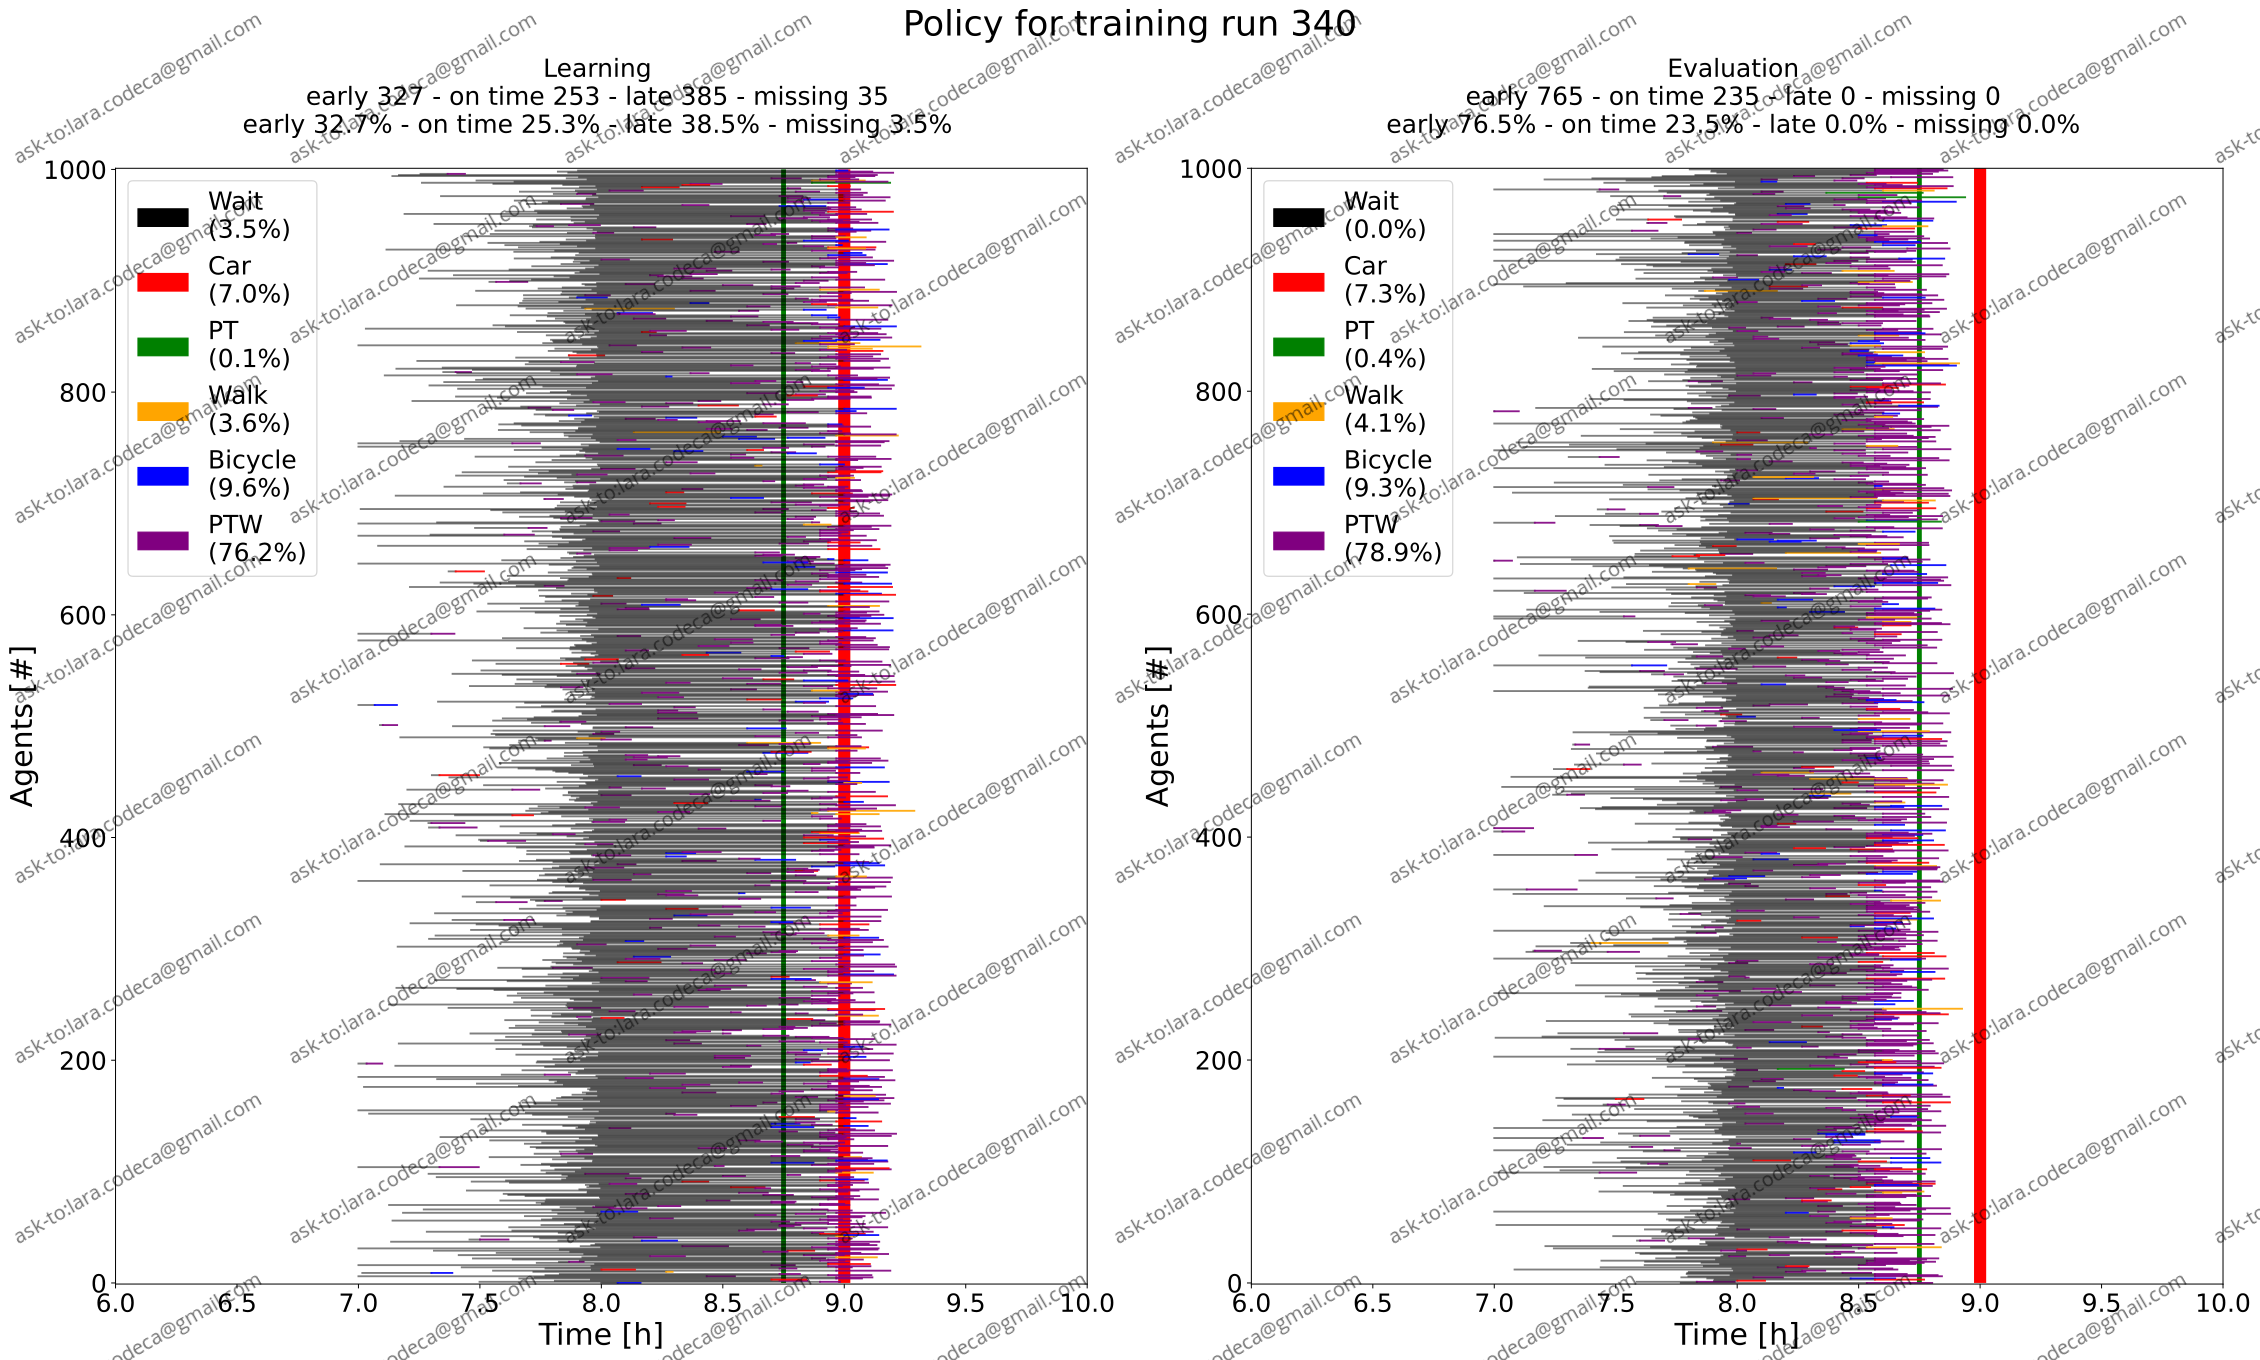 Policy for training run 340
Learning
early 327 - on time 253 - late 385 - missing 35
early 32.7% - on time 25.3% - late 38.5% - missing 3.5%
Agents [#]
1000
800
600
400
200
0
Wait
(3.5%)
Car
(7.0%)
PT
(0.1%)
Walk
(3.6%)
Bicycle
(9.6%)
PTW
(76.2%)
6.0 6.5 7.0 7.5 8.0 8.5 9.0 9.5 10.0
Time [h]
Evaluation
early 765 - on time 235 - late 0 - missing 0
early 76.5% - on time 23.5% - late 0.0% - missing 0.0%
Agents [#]
1000
800
600
400
200
0
Wait
(0.0%)
Car
(7.3%)
PT
(0.4%)
Walk
(4.1%)
Bicycle
(9.3%)
PTW
(78.9%)
6.0 6.5 7.0 7.5 8.0 8.5 9.0 9.5 10.0
Time [h]
ask-to:lara.codeca@gmail.com